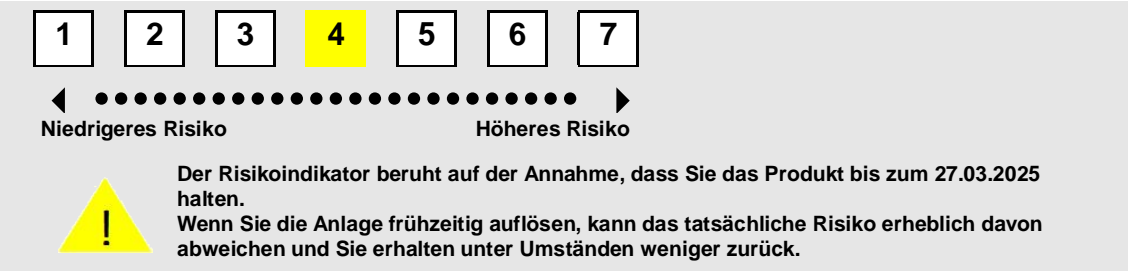 1 2 3 4 5 6 7
Niedrigeres Risiko Höheres Risiko
Der Risikoindikator beruht auf der Annahme, dass Sie das Produkt bis zum 27.03.2025
halten.
Wenn Sie die Anlage frühzeitig auflösen, kann das tatsächliche Risiko erheblich davon
abweichen und Sie erhalten unter Umständen weniger zurück.
!